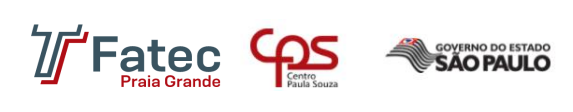 Fatec
Praia Grande
cps
Centro
Paula Souza
GOVERNO DO ESTADO
SÃO PAULO